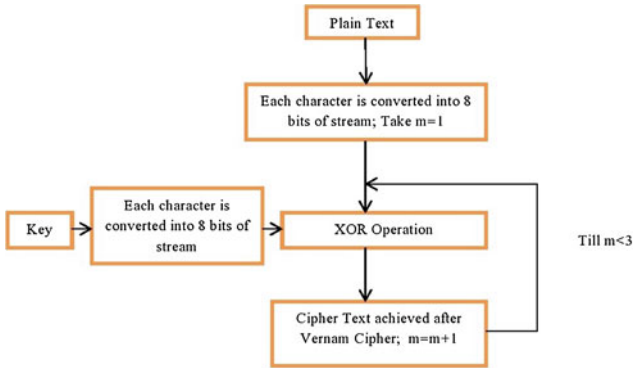 Plain Text
Each character is converted into 8
bits of stream; Take m=1
Each character is
converted into 8 bits of
stream
Key
XOR Operation
Till m<3
Cipher Text achieved after
Vernam Cipher;  m=m+1